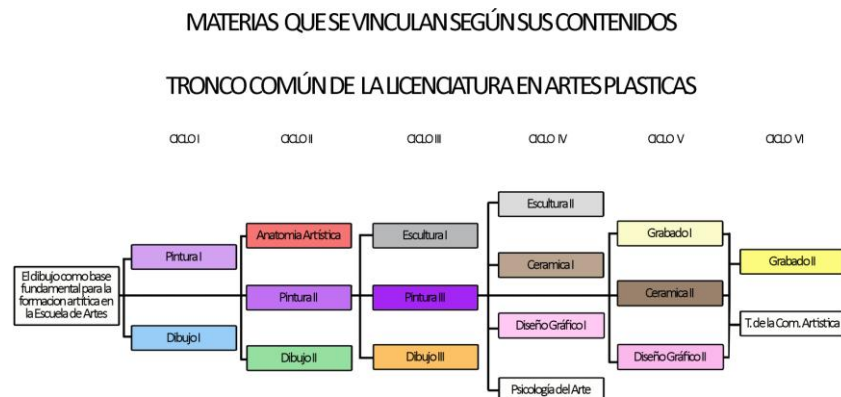 MATERIAS QUE SE VINCULAN SEGÚN SUS CONTENIDOS
TRONCO COMÚN DE LA LICENCIATURA EN ARTES PLASTICAS
CICLO I
CICLO II
CICLO III
CICLO IV
CICLO V
CICLO VI
El dibujo como base
fundamental para la
formacion artítica en
la Escuela de Artes
Pintura I
Dibujo I
Anatomia Artística
Pintura II
Dibujo II
Escultura I
Pintura III
Dibujo III
Escultura II
Ceramica I
Diseño Gráfico I
Psicología del Arte
Grabado I
Ceramica II
Diseño Gráfico II
Grabado II
T. de la Com. Artistica